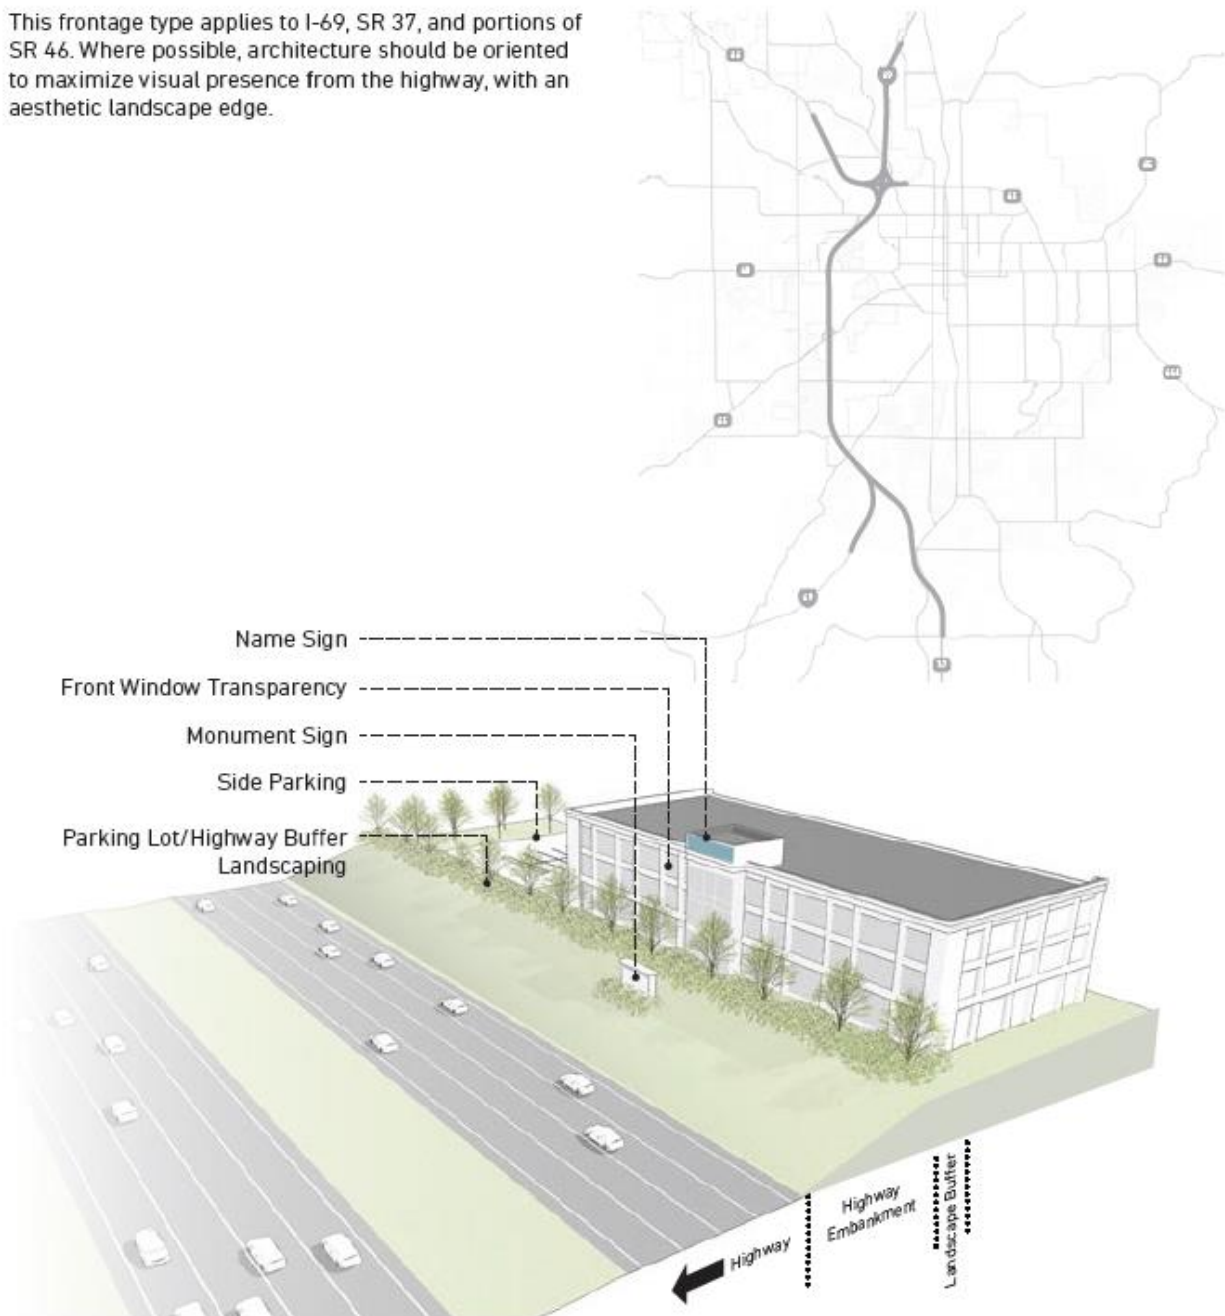 This frontage type applies to I-69, SR 37, and portions of
SR 46. Where possible, architecture should be oriented
to maximize visual presence from the highway, with an
aesthetic landscape edge.
Name Sign
Front Window Transparency
Monument Sign
Side Parking
Parking Lot/Highway Buffer
Landscaping
Highway
Highway
Embankment
Landscape Buffer